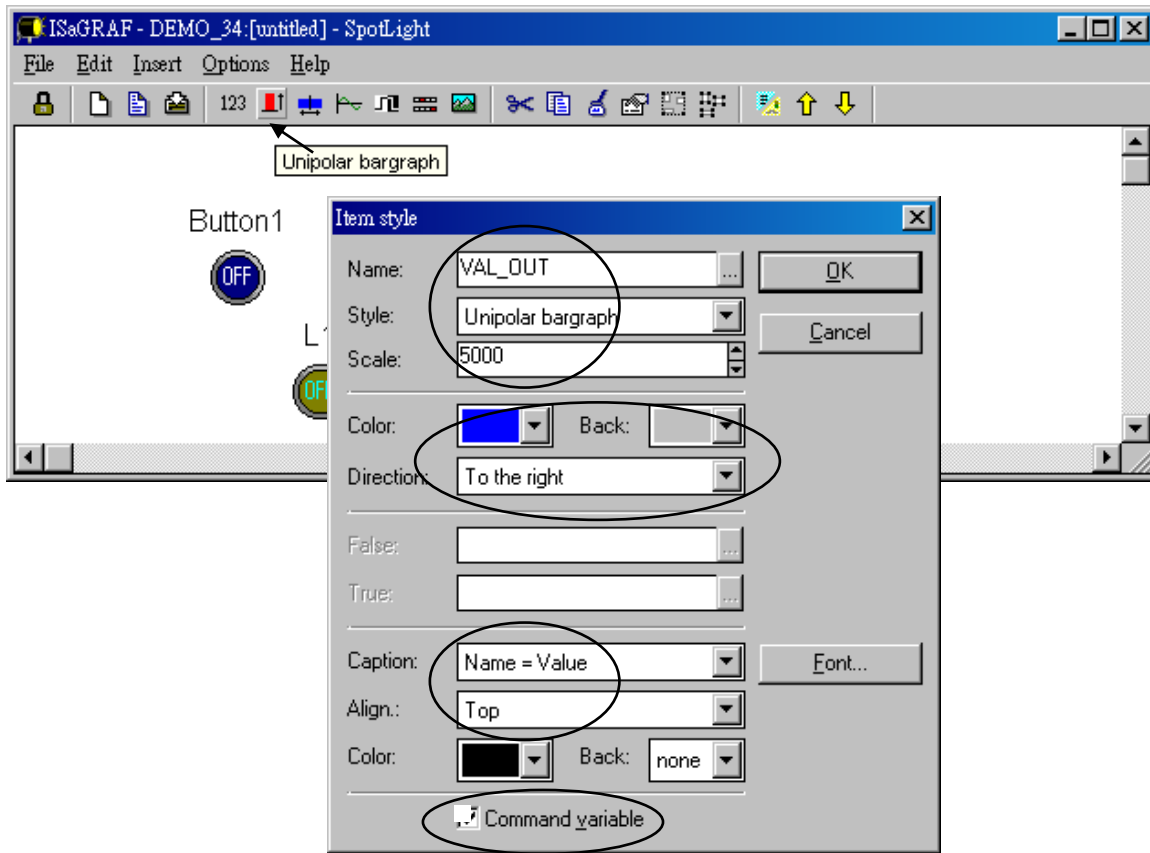 ISaGRAF - DEMO_34:[untitled] - SpotLight
File Edit Insert Options Help
123
Unipolar bargraph
Button1
OFF
L1
OFF
Item style
Name: VAL_OUT ...
OK
Style: Unipolar bargraph
Cancel
Scale: 5000
Color: Back:
Direction: To the right
False: ...
True: ...
Caption: Name = Value
Font...
Align.: Top
Color: Back: none
Command variable